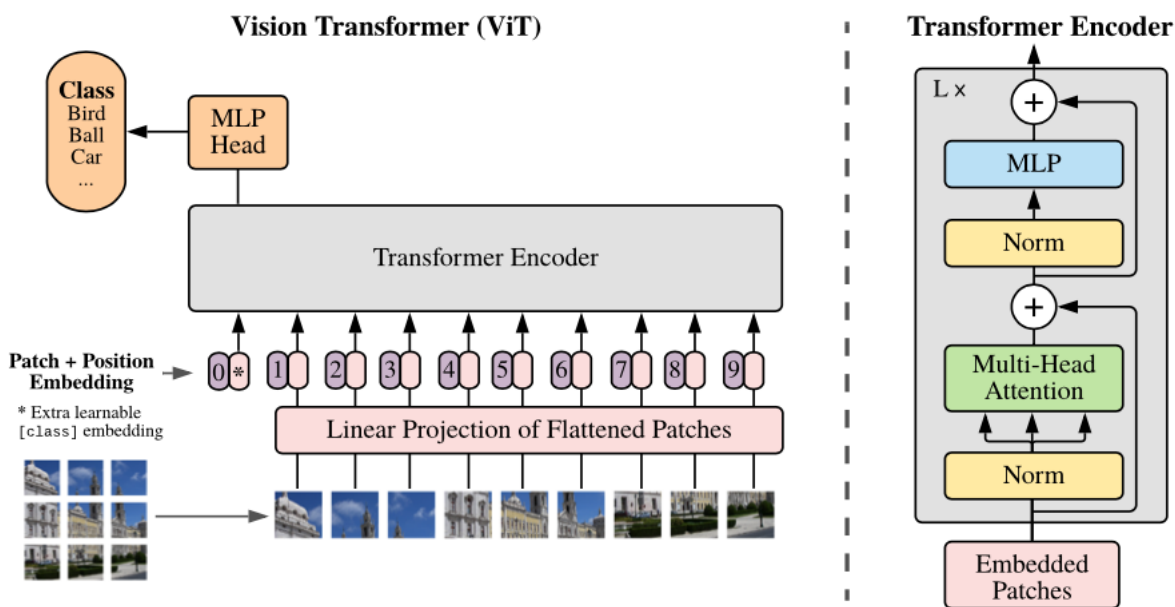 Vision Transformer (ViT)
Class
Bird
Ball
Car
...
MLP
Head
Transformer Encoder
Patch + Position
Embedding
0 * 1 2 3 4 5 6 7 8 9
* Extra learnable
[class] embedding
Linear Projection of Flattened Patches
Transformer Encoder
L ×
+
MLP
Norm
+
Multi-Head
Attention
Norm
Embedded
Patches